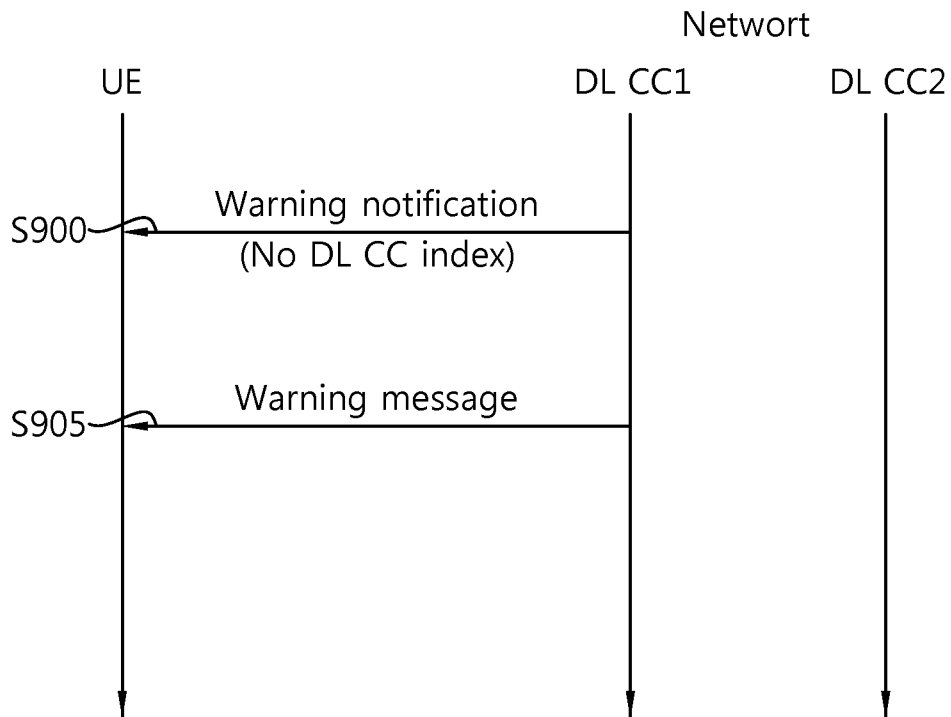 Networt
UE
DL CC1
DL CC2
S900
Warning notification
(No DL CC index)
S905
Warning message